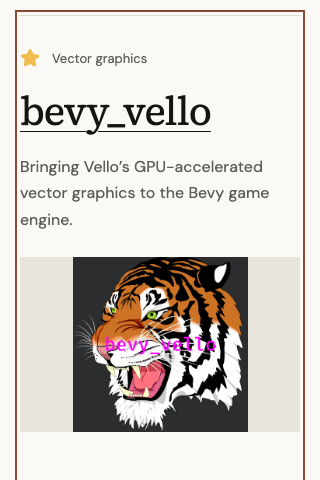 Vector graphics
bevy_vello
Bringing Vello’s GPU-accelerated
vector graphics to the Bevy game
engine.
bevy_vello